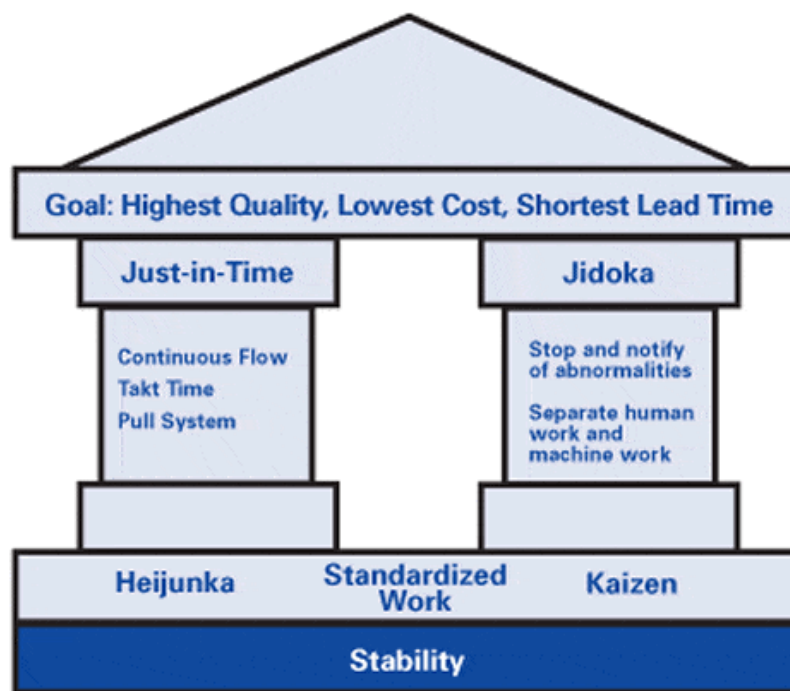 Goal: Highest Quality, Lowest Cost, Shortest Lead Time
Just-in-Time
Continuous Flow
Takt Time
Pull System
Jidoka
Stop and notify
of abnormalities
Separate human
work and
machine work
Heijunka
Standardized
Work
Kaizen
Stability